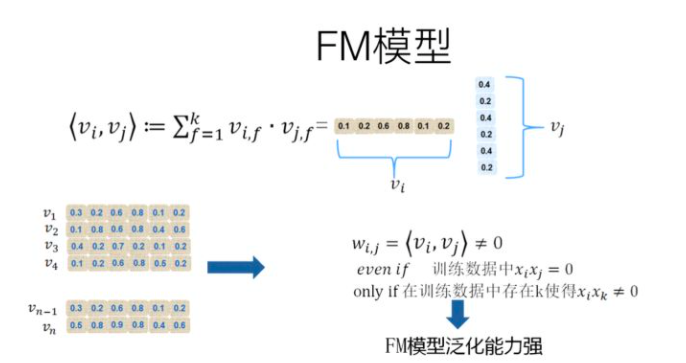 FM模型
⟨v_i, v_j⟩ ≔ Σ_{f=1}^{k} v_{i,f} · v_{j,f} = 0.1 0.2 0.6 0.8 0.1 0.2
v_i
0.4
0.2
0.4
0.2
0.4
0.2
v_j
v_1 0.3 0.2 0.6 0.8 0.1 0.2
v_2 0.1 0.8 0.6 0.8 0.4 0.6
v_3 0.4 0.2 0.7 0.2 0.1 0.2
v_4 0.1 0.2 0.6 0.8 0.5 0.2
v_{n−1} 0.3 0.2 0.6 0.8 0.1 0.2
v_n 0.5 0.8 0.9 0.8 0.4 0.6
w_{i,j} = ⟨v_i, v_j⟩ ≠ 0
even if 训练数据中x_i x_j = 0
only if 在训练数据中存在k使得x_i x_k ≠ 0
FM模型泛化能力强